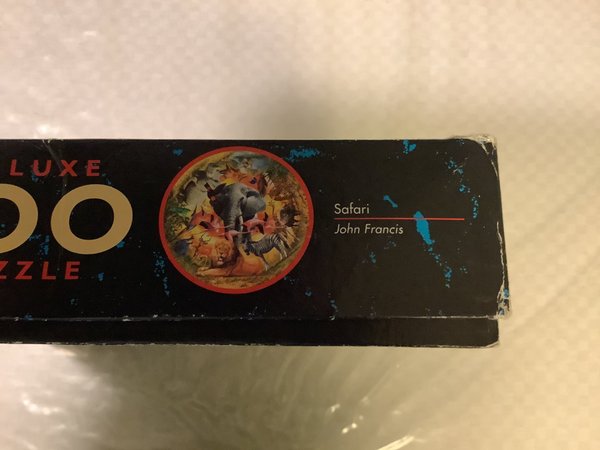 LUXE
00
ZZLE
Safari
John Francis